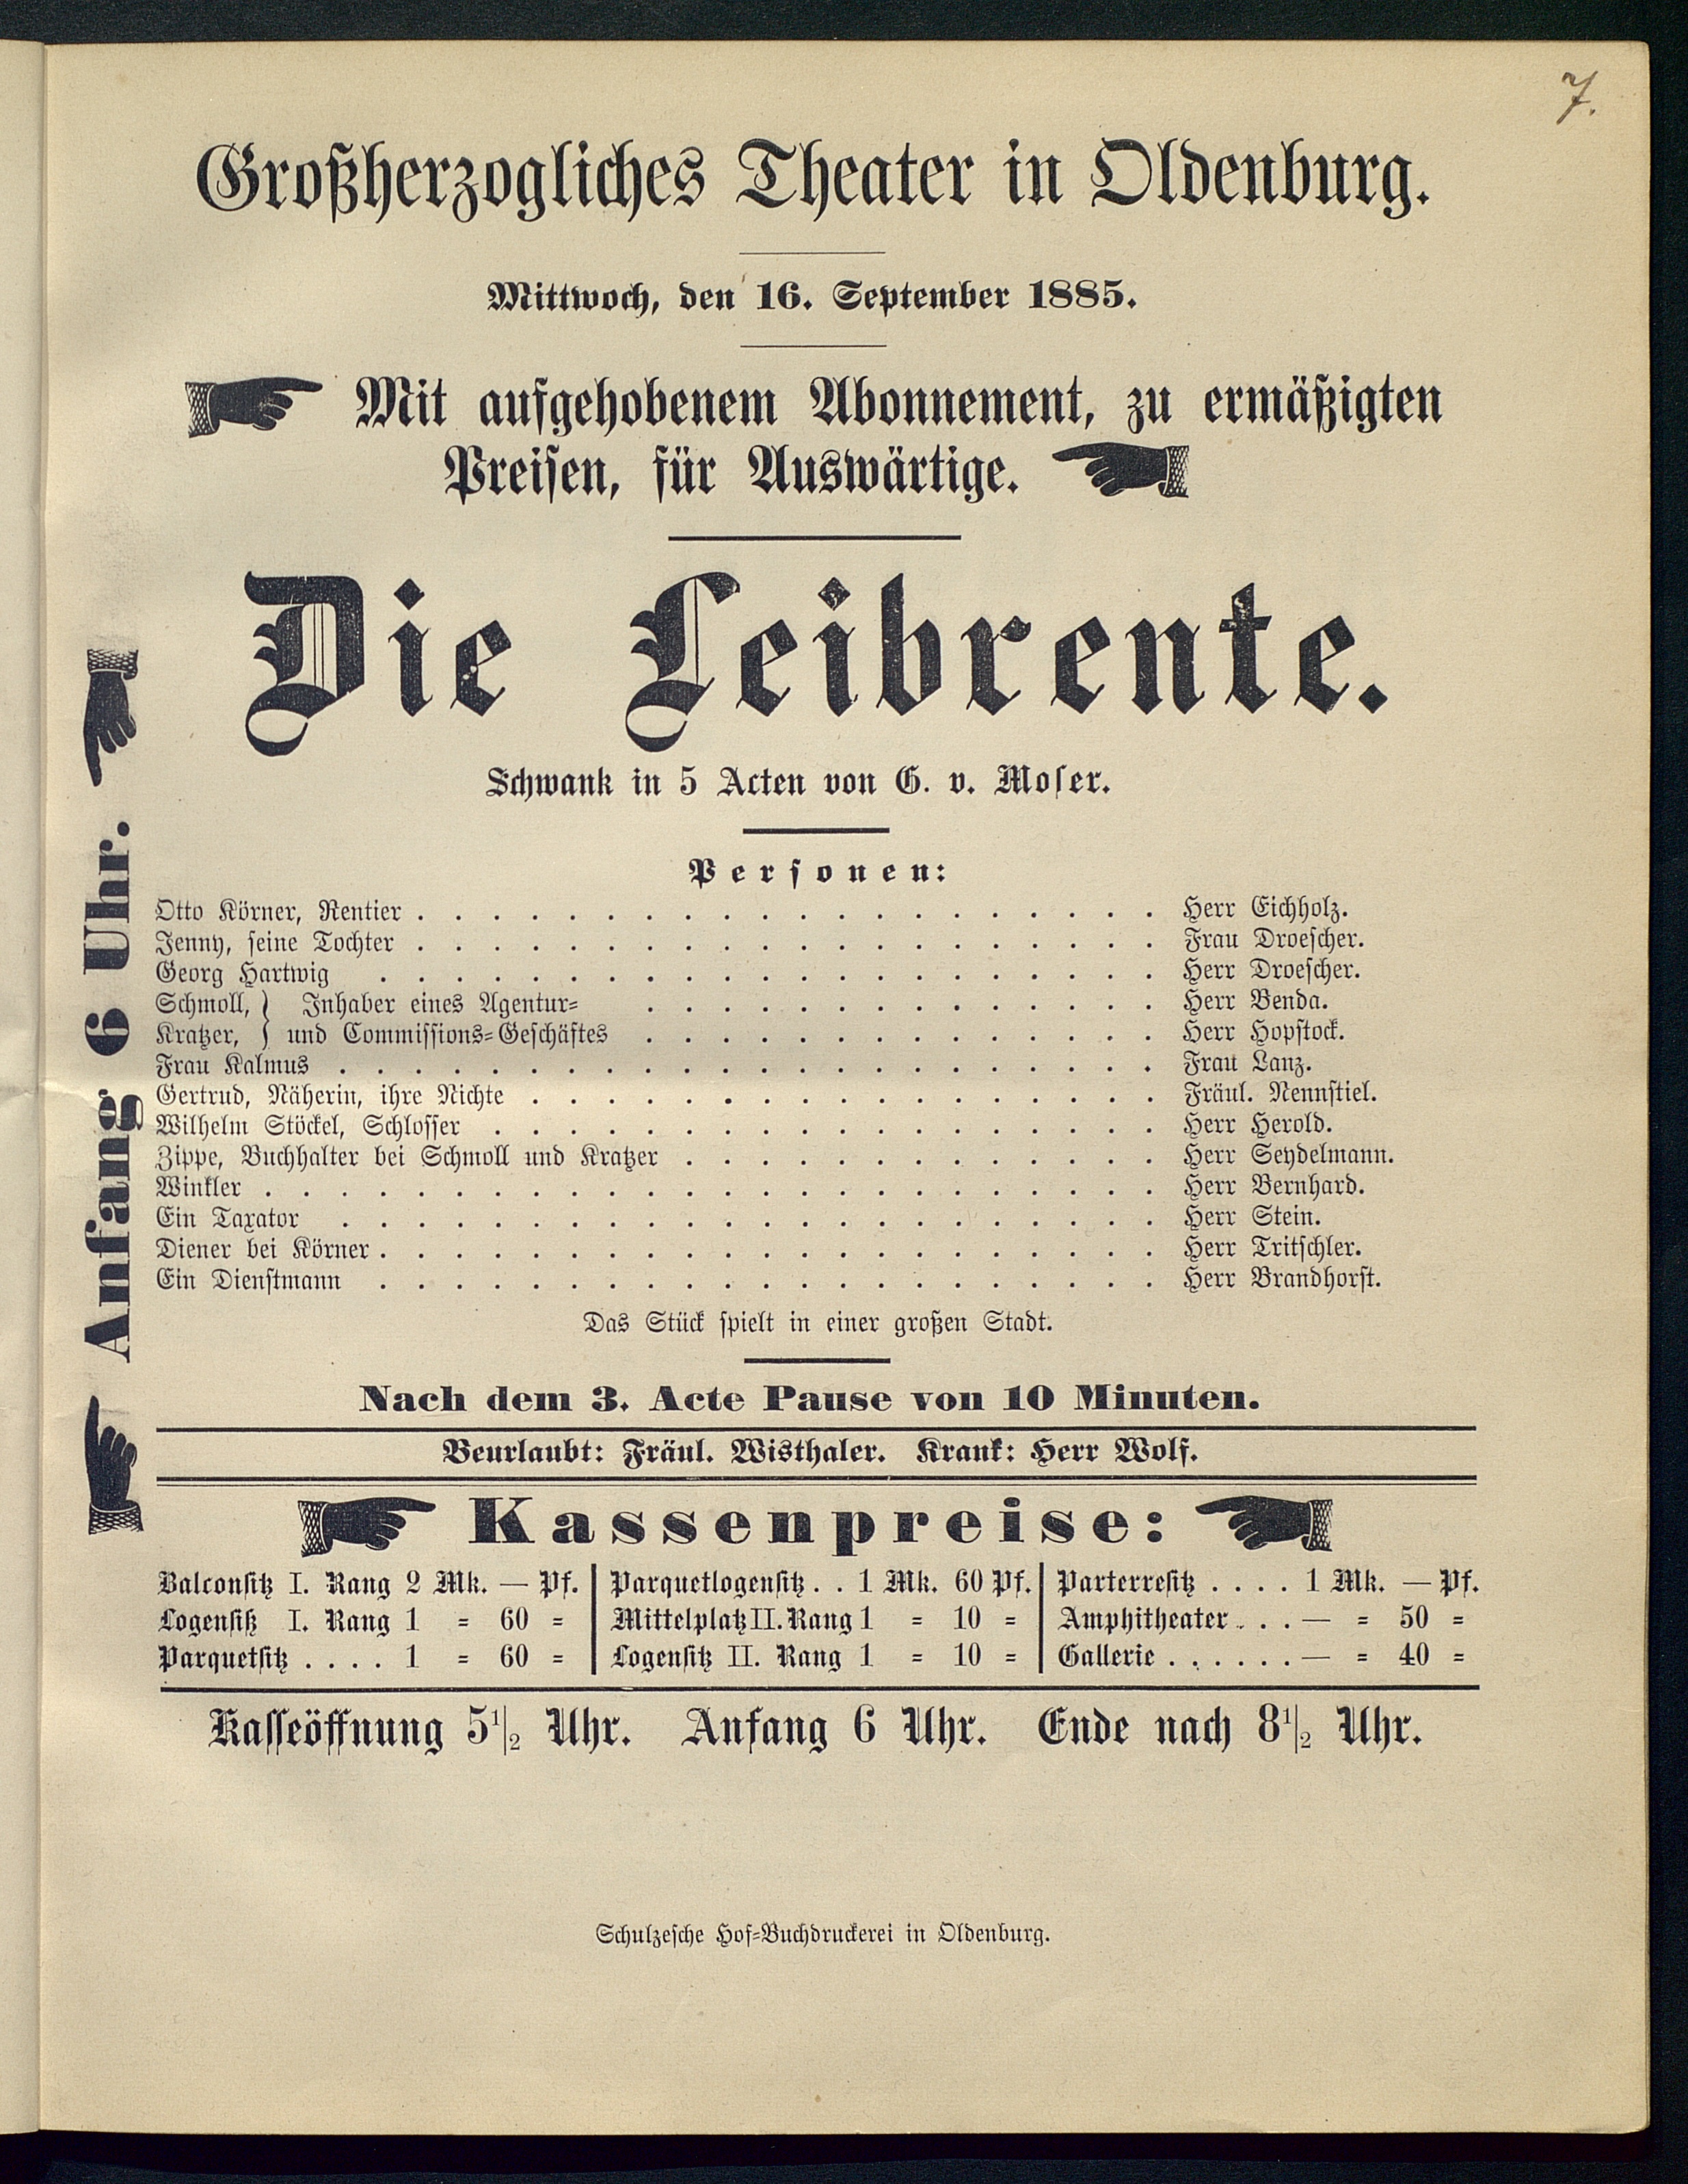 7.
Großherzogliches Theater in Oldenburg.
Mittwoch, den 16. September 1885.
Mit aufgehobenem Abonnement, zu ermäßigten
Preisen, für Auswärtige.
Die Leibrente.
Schwank in 5 Acten von G. v. Moser.
Anfang 6 Uhr.
Personen:
Otto Körner, Rentier . . . . . . . . . . . . . . . . . . . . Herr Eichholz.
Jenny, seine Tochter . . . . . . . . . . . . . . . . . . . . Frau Droescher.
Georg Hartwig . . . . . . . . . . . . . . . . . . . . . Herr Droescher.
Schmoll, } Inhaber eines Agentur- . . . . . . . . . . . . . . Herr Benda.
Kratzer, } und Commissions-Geschäftes . . . . . . . . . . . . . . Herr Hopstock.
Frau Kalmus . . . . . . . . . . . . . . . . . . . . . . Frau Lanz.
Gertrud, Näherin, ihre Nichte . . . . . . . . . . . . . . . . . Fräul. Nennstiel.
Wilhelm Stöckel, Schlosser . . . . . . . . . . . . . . . . . . Herr Herold.
Zippe, Buchhalter bei Schmoll und Kratzer . . . . . . . . . . . . . Herr Seydelmann.
Winkler . . . . . . . . . . . . . . . . . . . . . . . . Herr Bernhard.
Ein Taxator . . . . . . . . . . . . . . . . . . . . . . Herr Stein.
Diener bei Körner . . . . . . . . . . . . . . . . . . . . . Herr Tritschler.
Ein Dienstmann . . . . . . . . . . . . . . . . . . . . . Herr Brandhorst.
Das Stück spielt in einer großen Stadt.
Nach dem 3. Acte Pause von 10 Minuten.
Beurlaubt: Fräul. Wisthaler. Krank: Herr Wolf.
Kassenpreise:
Balconsitz I. Rang 2 Mk. — Pf. | Parquetlogensitz . . 1 Mk. 60 Pf. | Parterresitz . . . . 1 Mk. — Pf.
Logensiß I. Rang 1 = 60 = | Mittelplatz II. Rang 1 = 10 = | Amphitheater . . . — = 50 =
Parquetsitz . . . . 1 = 60 = | Logensitz II. Rang 1 = 10 = | Gallerie . . . . . . — = 40 =
Kasseöffnung 5½ Uhr. Anfang 6 Uhr. Ende nach 8½ Uhr.
Schulzesche Hof-Buchdruckerei in Oldenburg.